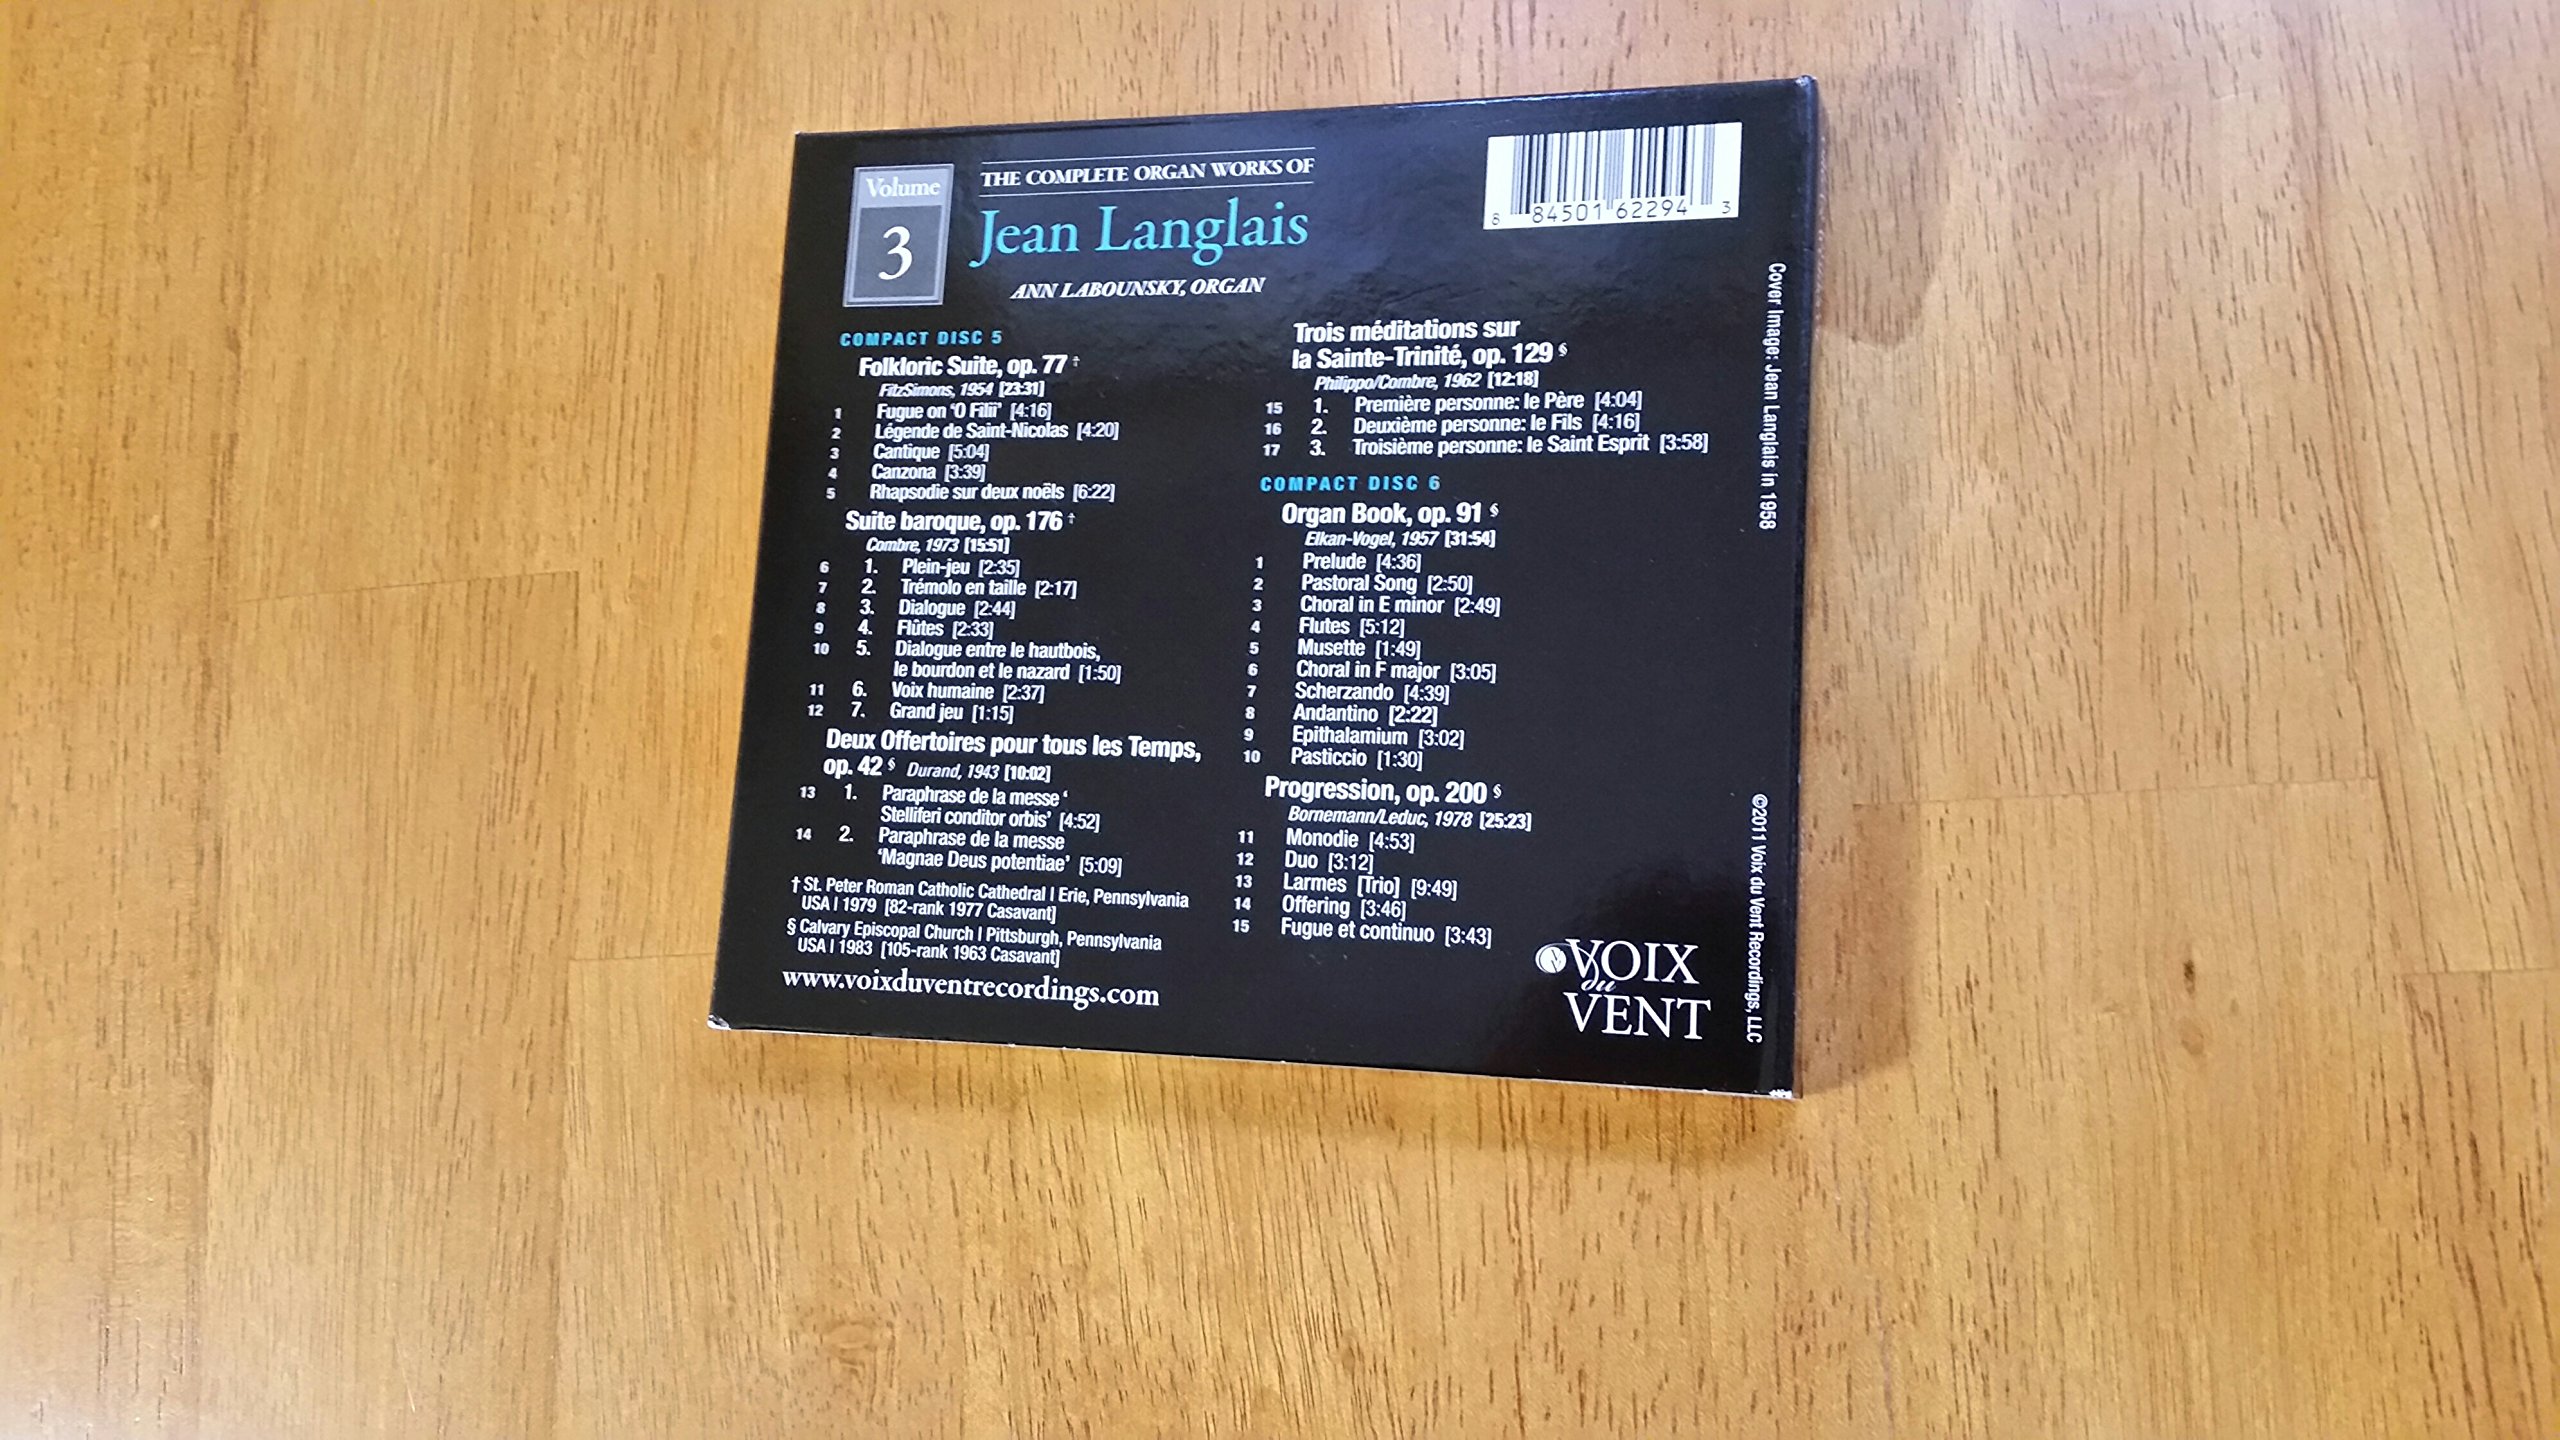 Volume
3
THE COMPLETE ORGAN WORKS OF
Jean Langlais
ANN LABOUNSKY, ORGAN
8 84501 62294 3
COMPACT DISC 5
Folkloric Suite, op. 77 †
FitzSimons, 1954 [23:31]
1 Fugue on ‘O Filii’ [4:16]
2 Légende de Saint-Nicolas [4:20]
3 Cantique [5:04]
4 Canzona [3:39]
5 Rhapsodie sur deux noëls [6:22]
Suite baroque, op. 176 †
Combre, 1973 [15:51]
6 1. Plein-jeu [2:35]
7 2. Trémolo en taille [2:17]
8 3. Dialogue [2:44]
9 4. Flûtes [2:33]
10 5. Dialogue entre le hautbois,
le bourdon et le nazard [1:50]
11 6. Voix humaine [2:37]
12 7. Grand jeu [1:15]
Deux Offertoires pour tous les Temps,
op. 42 § Durand, 1943 [10:02]
13 1. Paraphrase de la messe ‘
Stelliferi conditor orbis’ [4:52]
14 2. Paraphrase de la messe
‘Magnae Deus potentiae’ [5:09]
† St. Peter Roman Catholic Cathedral | Erie, Pennsylvania
USA | 1979 [82-rank 1977 Casavant]
§ Calvary Episcopal Church | Pittsburgh, Pennsylvania
USA | 1983 [105-rank 1963 Casavant]
www.voixduventrecordings.com
Trois méditations sur
la Sainte-Trinité, op. 129 §
Philippo/Combre, 1962 [12:18]
15 1. Première personne: le Père [4:04]
16 2. Deuxième personne: le Fils [4:16]
17 3. Troisième personne: le Saint Esprit [3:58]
COMPACT DISC 6
Organ Book, op. 91 §
Elkan-Vogel, 1957 [31:54]
1 Prelude [4:36]
2 Pastoral Song [2:50]
3 Choral in E minor [2:49]
4 Flutes [5:12]
5 Musette [1:49]
6 Choral in F major [3:05]
7 Scherzando [4:39]
8 Andantino [2:22]
9 Epithalamium [3:02]
10 Pasticcio [1:30]
Progression, op. 200 §
Bornemann/Leduc, 1978 [25:23]
11 Monodie [4:53]
12 Duo [3:12]
13 Larmes [Trio] [9:49]
14 Offering [3:46]
15 Fugue et continuo [3:43]
VOIX
du
VENT
Cover Image: Jean Langlais in 1958
©2011 Voix du Vent Recordings, LLC